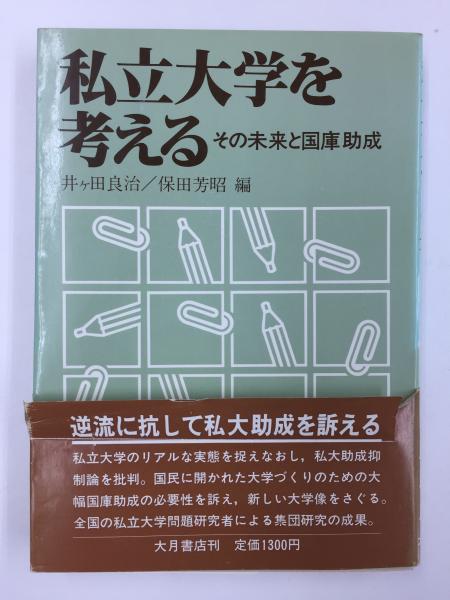 私立大学を
考える その未来と国庫助成
井ヶ田良治／保田芳昭 編
逆流に抗して私大助成を訴える
私立大学のリアルな実態を捉えなおし，私大助成抑
制論を批判。国民に開かれた大学づくりのための大
幅国庫助成の必要性を訴え，新しい大学像をさぐる。
全国の私立大学問題研究者による集団研究の成果。
大月書店刊 定価1300円